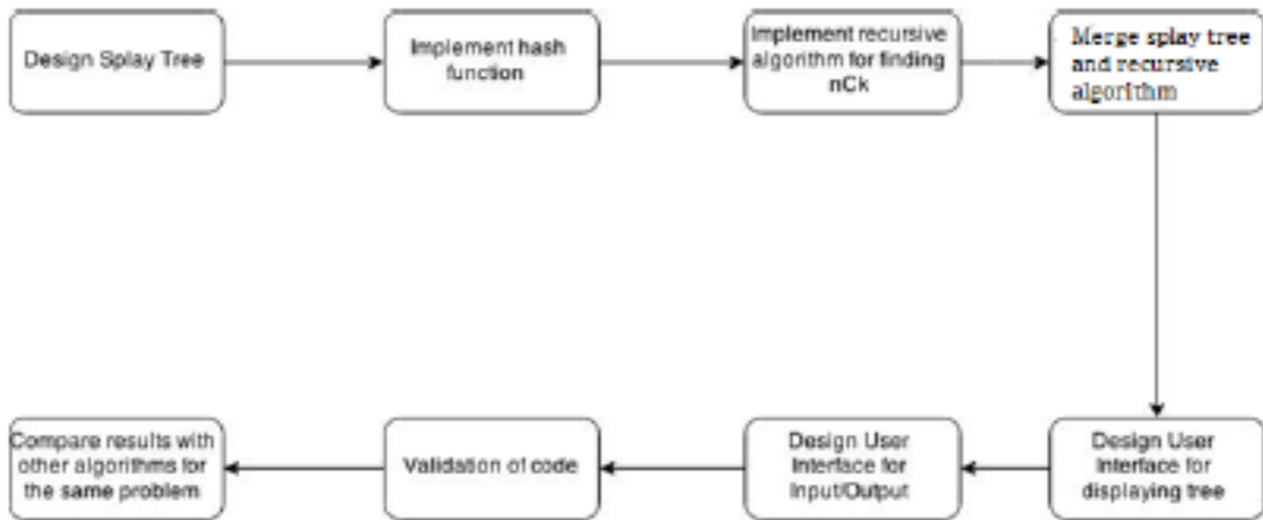 Design Splay Tree
Implement hash
function
Implement recursive
algorithm for finding
nCk
Merge splay tree
and recursive
algorithm
Design User
Interface for
displaying tree
Design User
Interface for
Input/Output
Validation of code
Compare results with
other algorithms for
the same problem